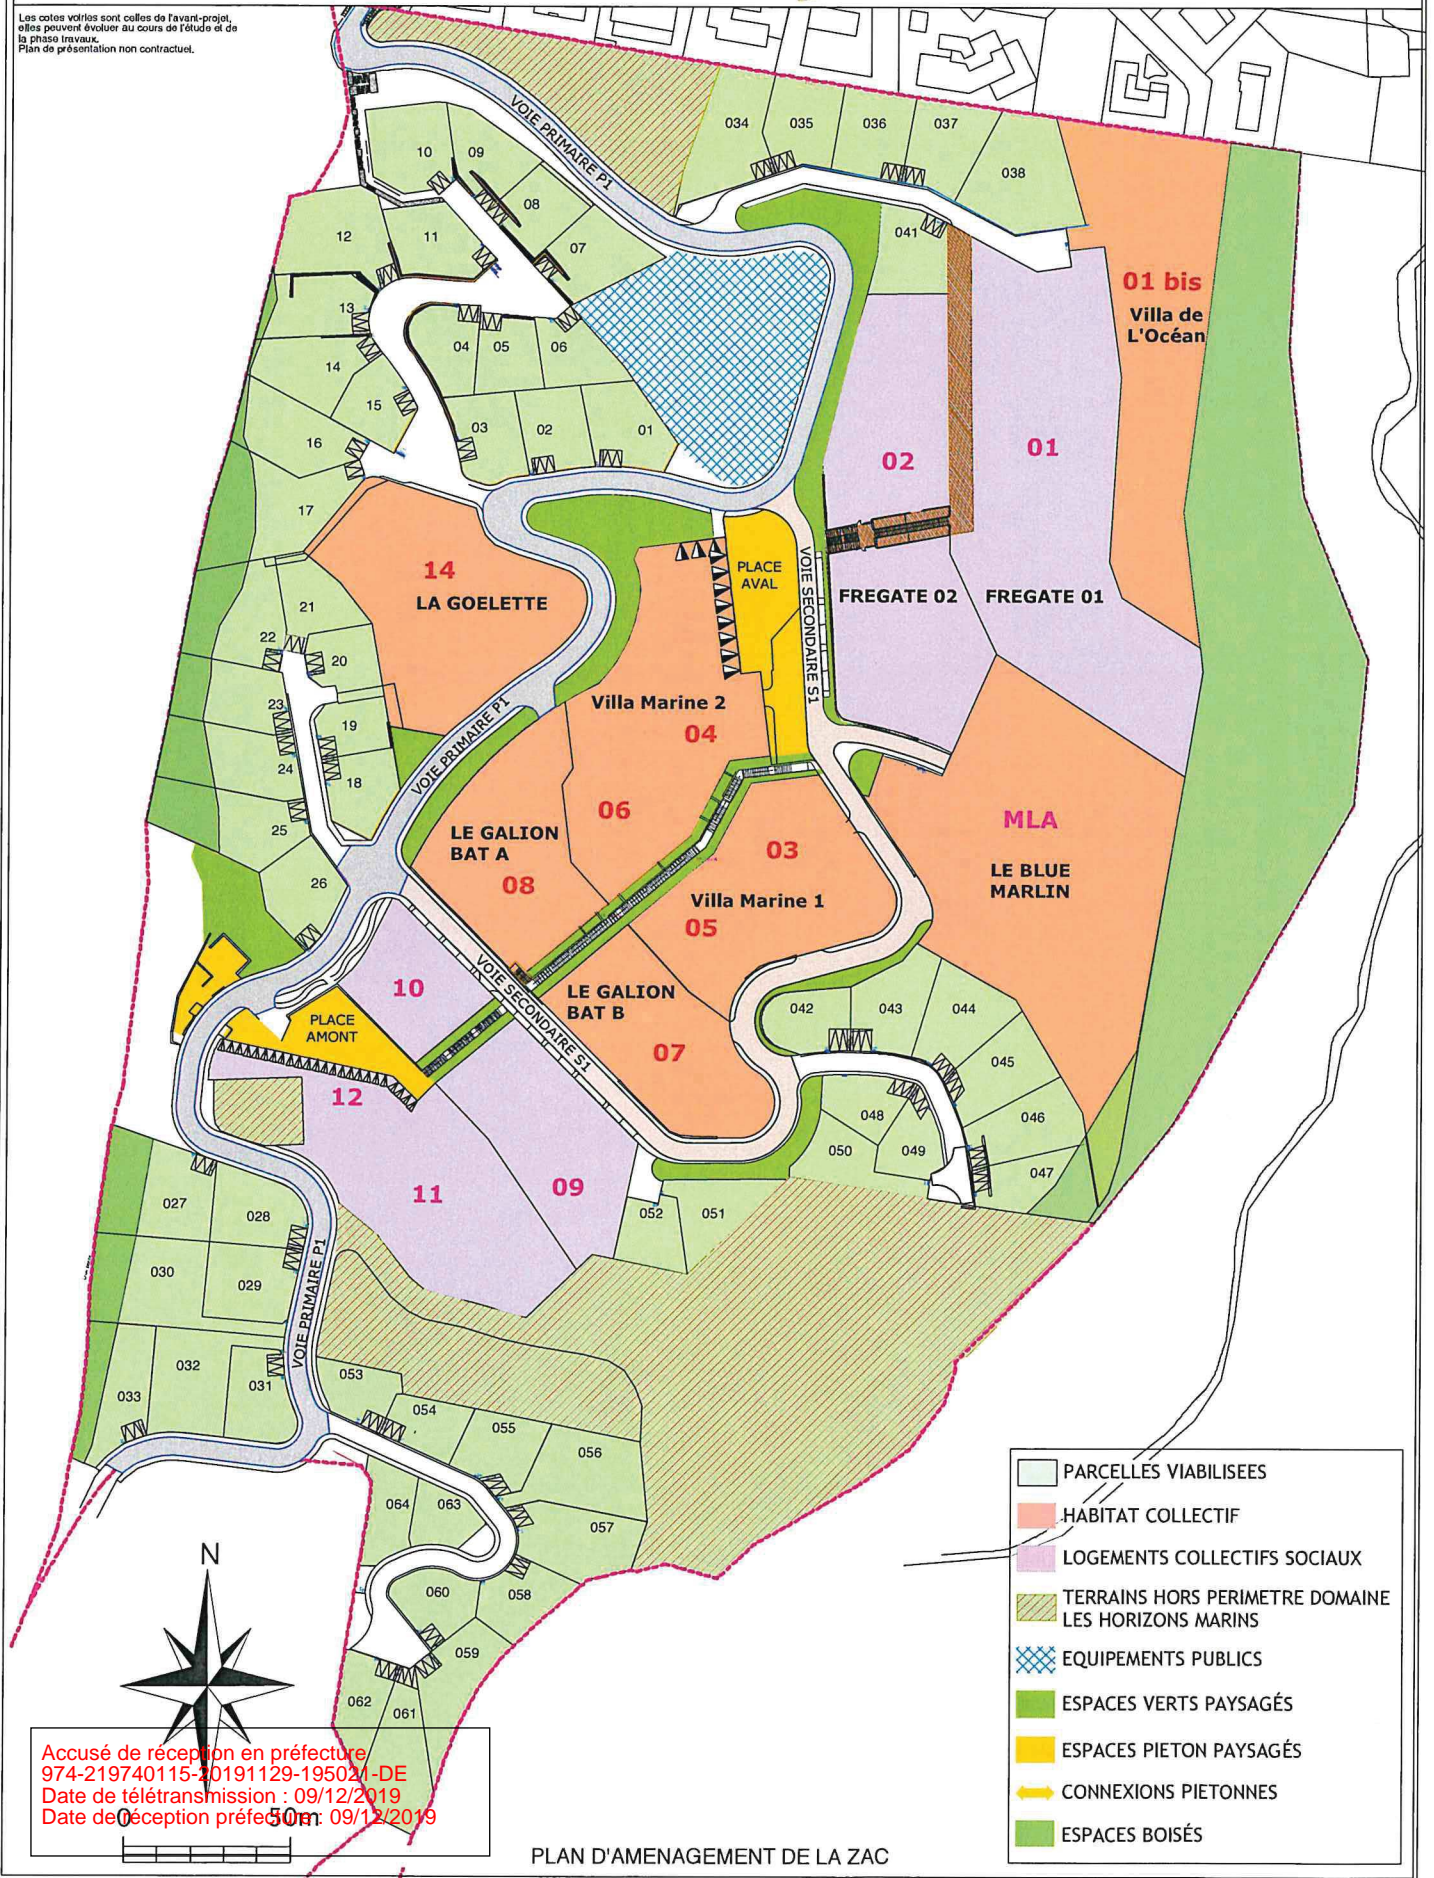 Les cotes voiries sont celles de l'avant-projet,
elles peuvent évoluer au cours de l'étude et de
la phase travaux.
Plan de présentation non contractuel.
VOIE PRIMAIRE P1
034
035
036
037
038
10
09
08
07
12
11
041
13
01 bis
Villa de
L'Océan
04
05
06
14
15
03
02
01
16
02
01
17
14
LA GOELETTE
PLACE
AVAL
VOIE SECONDAIRE S1
FREGATE 02
FREGATE 01
21
22
20
23
19
24
18
25
26
VOIE PRIMAIRE P1
Villa Marine 2
04
06
LE GALION
BAT A
08
03
Villa Marine 1
05
MLA
LE BLUE
MARLIN
10
VOIE SECONDAIRE S1
LE GALION
BAT B
07
PLACE
AMONT
12
11
09
042
043
044
045
046
047
048
049
050
051
052
027
028
030
029
VOIE PRIMAIRE P1
032
031
033
053
054
055
056
064
063
057
060
058
059
062
061
N
Accusé de réception en préfecture
974-219740115-20191129-195021-DE
Date de télétransmission : 09/12/2019
Date de réception préfecture : 09/12/2019
0 50m
PLAN D'AMENAGEMENT DE LA ZAC
PARCELLES VIABILISEES
HABITAT COLLECTIF
LOGEMENTS COLLECTIFS SOCIAUX
TERRAINS HORS PERIMETRE DOMAINE
LES HORIZONS MARINS
EQUIPEMENTS PUBLICS
ESPACES VERTS PAYSAGÉS
ESPACES PIETON PAYSAGÉS
CONNEXIONS PIETONNES
ESPACES BOISÉS